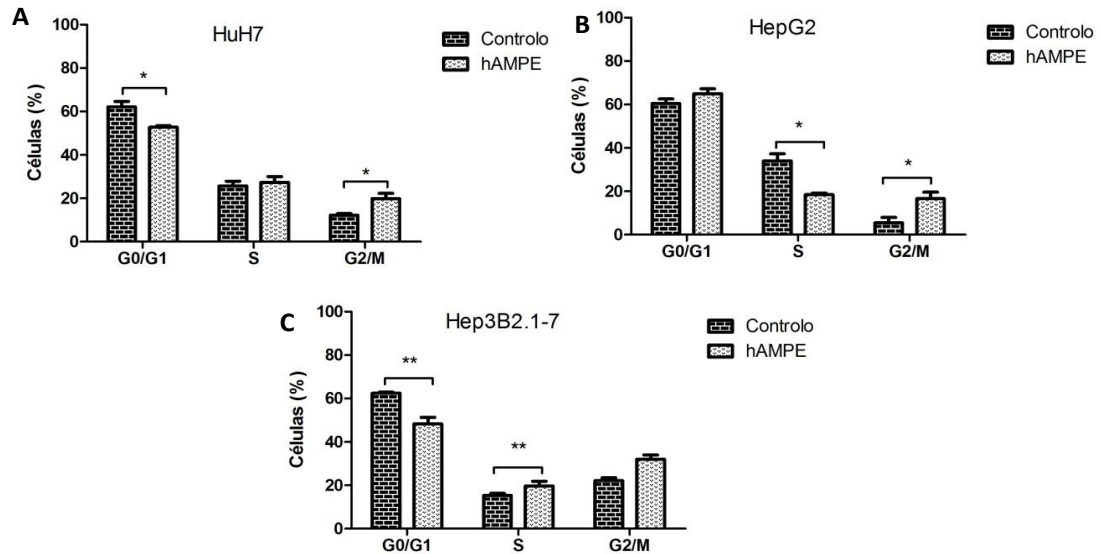 A
HuH7
Controlo
hAMPE
Células (%)
100
80
60
40
20
0
*
*
G0/G1 S G2/M
B
HepG2
Controlo
hAMPE
Células (%)
100
80
60
40
20
0
*
*
G0/G1 S G2/M
C
Hep3B2.1-7
Controlo
hAMPE
Células (%)
100
80
60
40
20
0
**
**
G0/G1 S G2/M